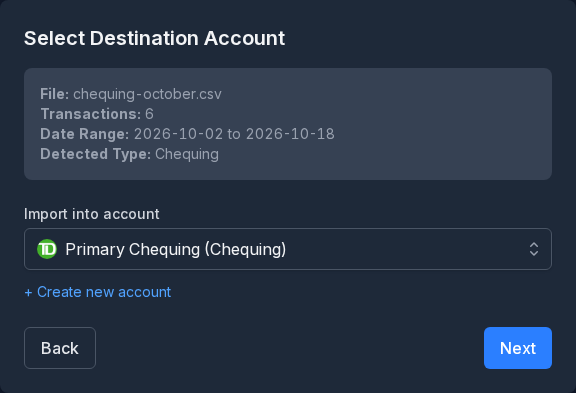 Select Destination Account
File: chequing-october.csv
Transactions: 6
Date Range: 2026-10-02 to 2026-10-18
Detected Type: Chequing
Import into account
TD Primary Chequing (Chequing)
+ Create new account
Back
Next